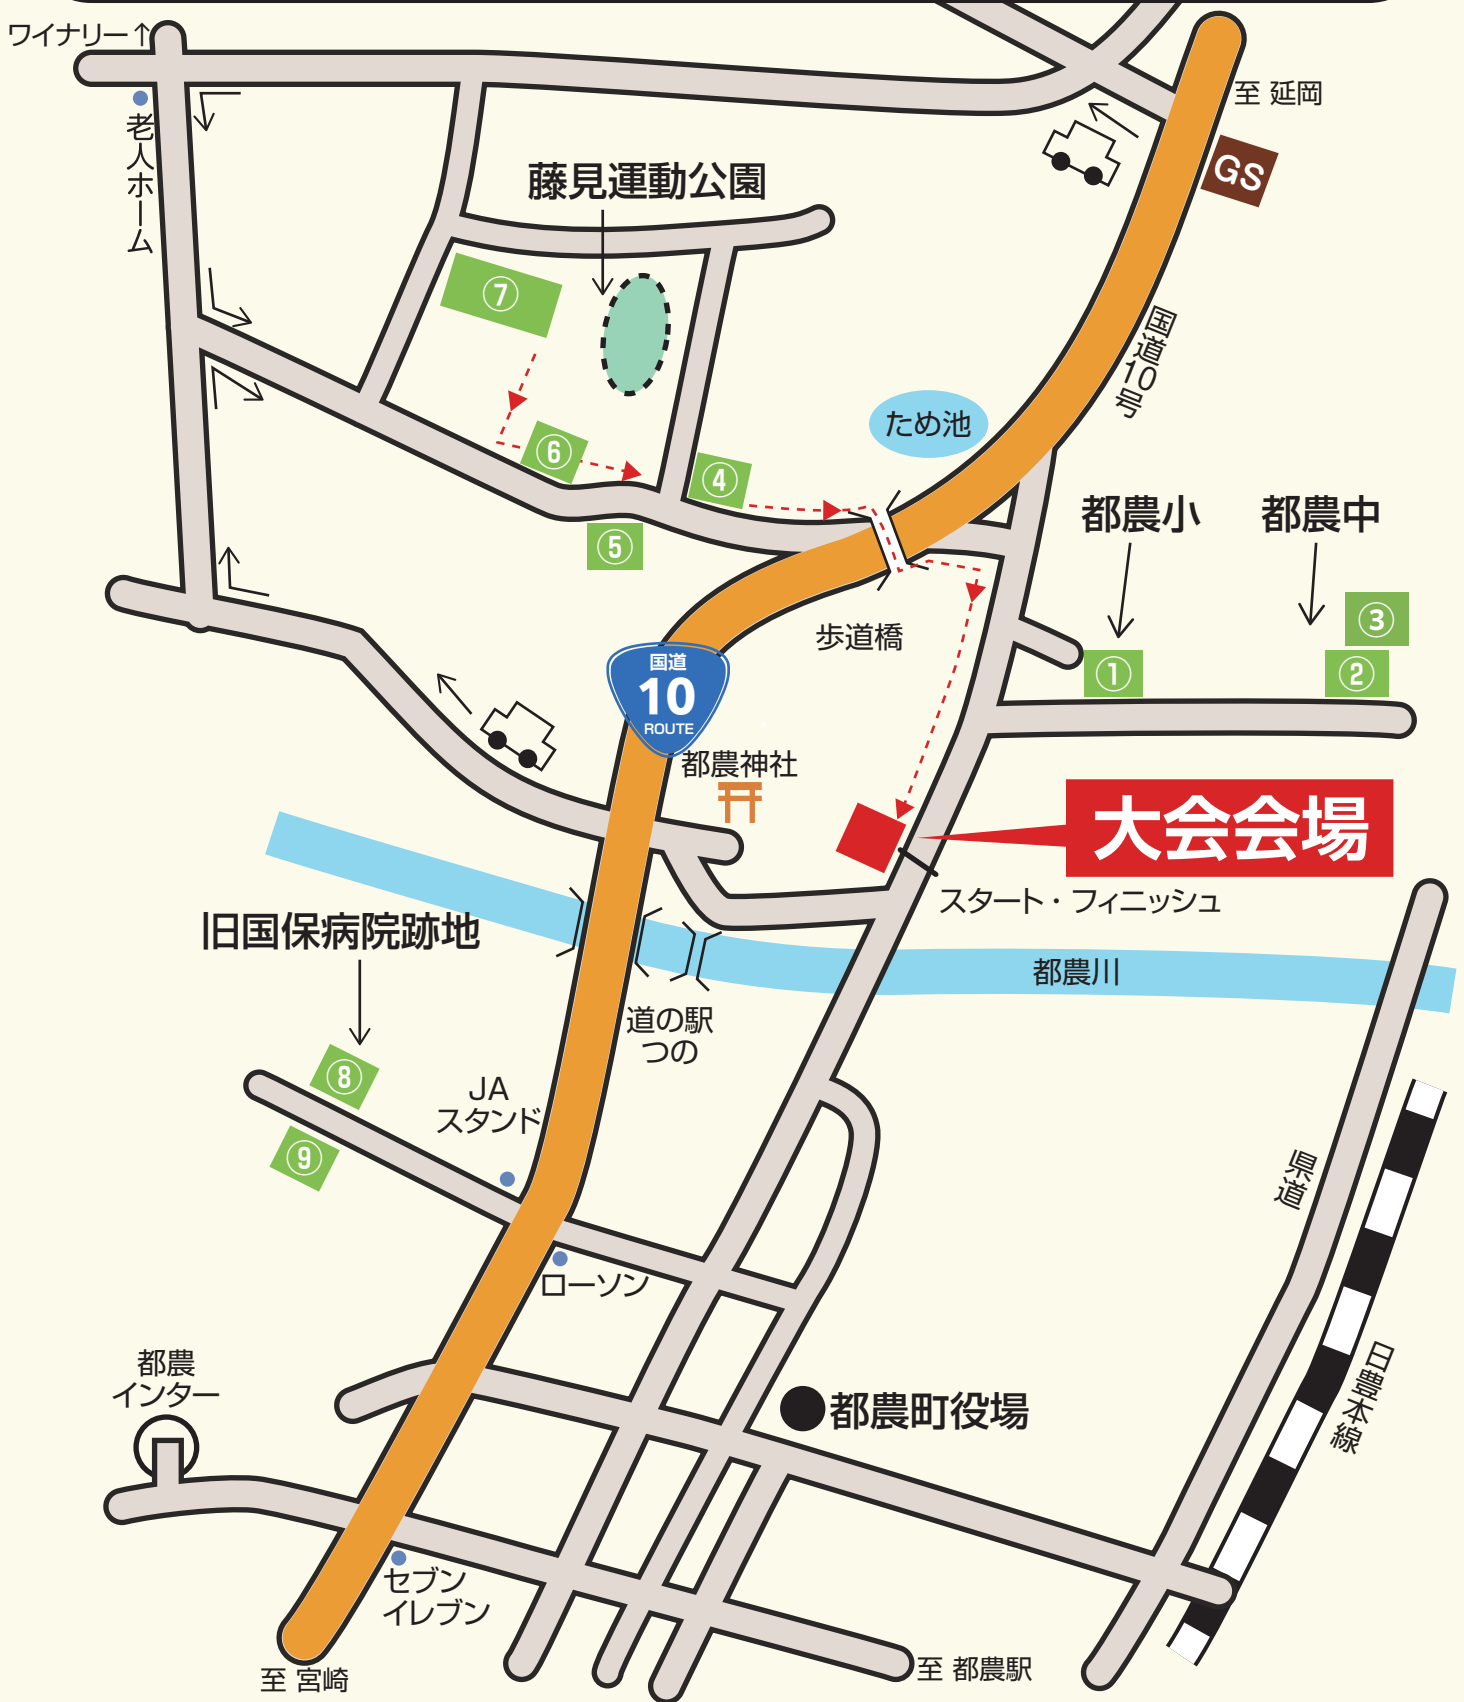 ワイナリー↑
至 延岡
GS
老人ホーム
藤見運動公園
⑦
国道10号
ため池
⑥
④
⑤
都農小
都農中
③
①
②
歩道橋
国道
10
ROUTE
都農神社
大会会場
スタート・フィニッシュ
旧国保病院跡地
都農川
道の駅
つの
⑧
JA
スタンド
⑨
県道
ローソン
日豊本線
都農
インター
都農町役場
セブン
イレブン
至 宮崎
至 都農駅